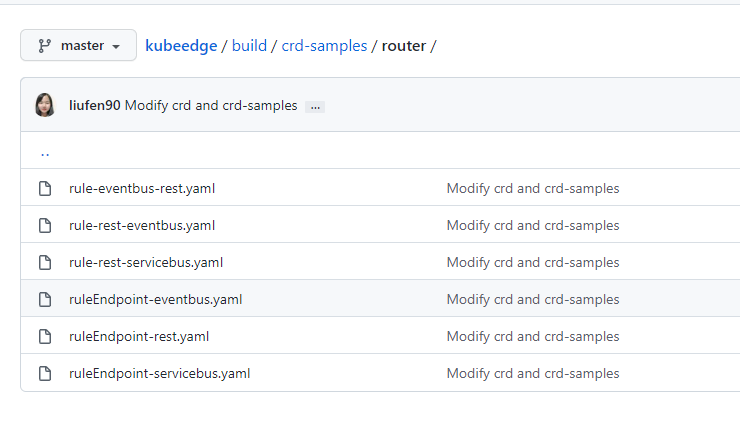 master kubeedge / build / crd-samples / router /
liufen90 Modify crd and crd-samples ...
..
rule-eventbus-rest.yaml Modify crd and crd-samples
rule-rest-eventbus.yaml Modify crd and crd-samples
rule-rest-servicebus.yaml Modify crd and crd-samples
ruleEndpoint-eventbus.yaml Modify crd and crd-samples
ruleEndpoint-rest.yaml Modify crd and crd-samples
ruleEndpoint-servicebus.yaml Modify crd and crd-samples